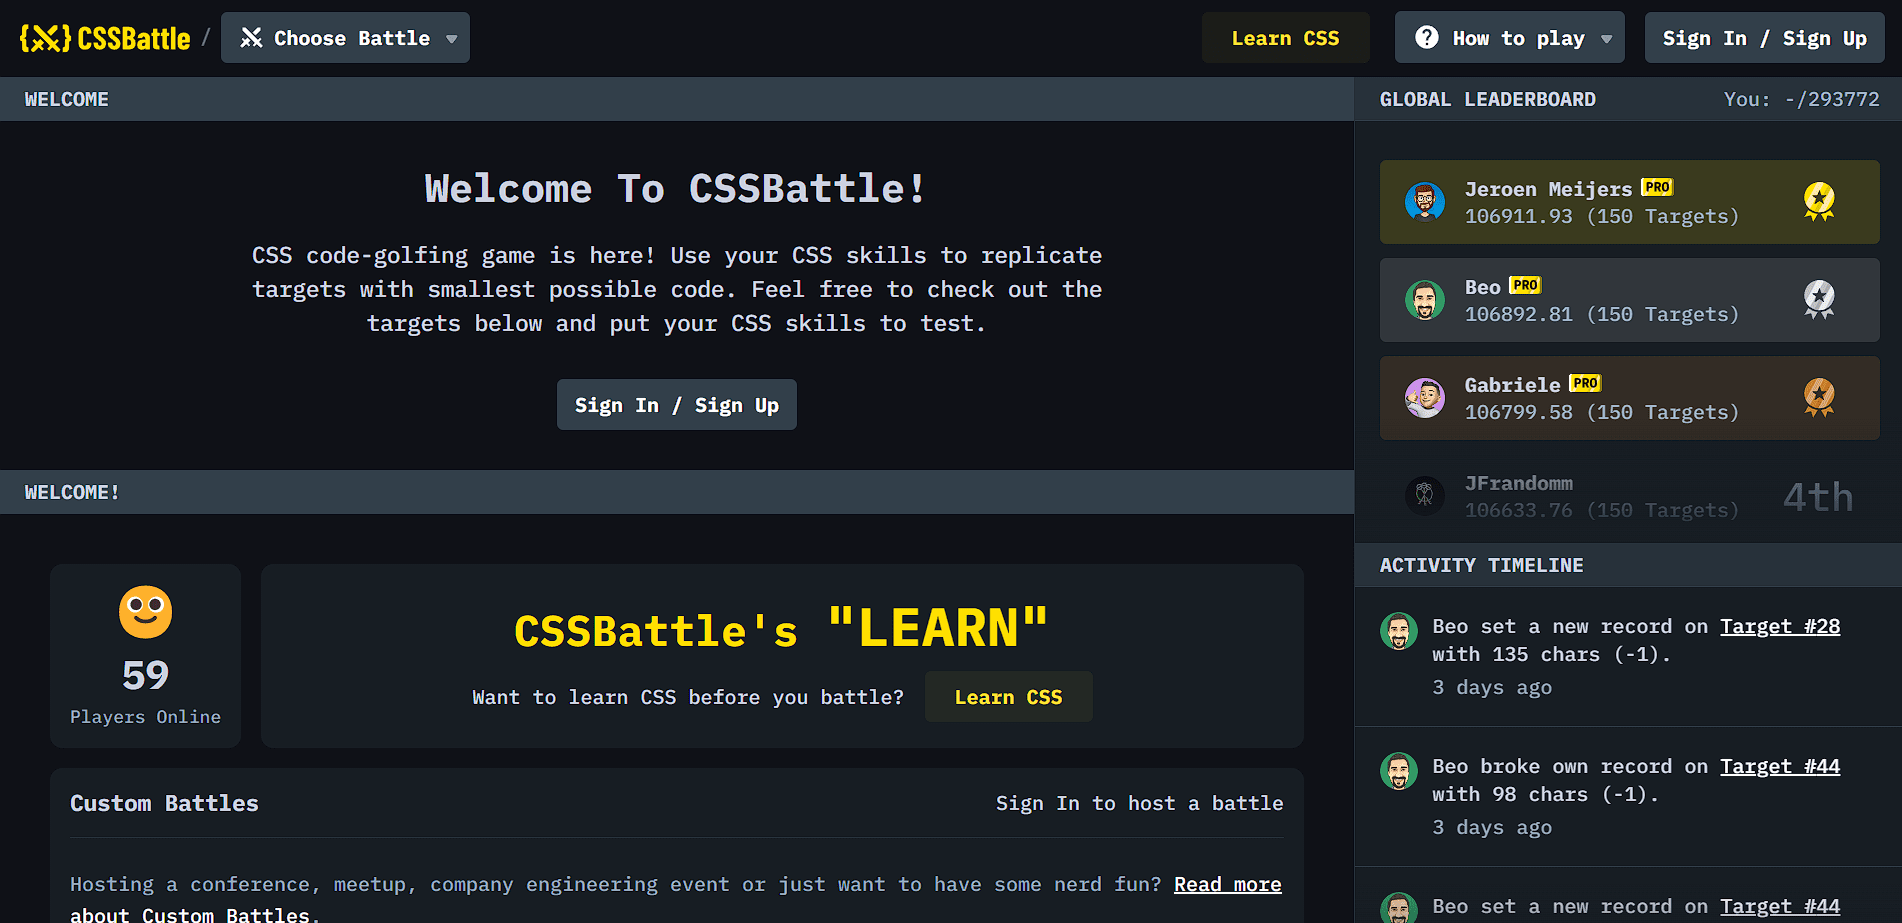 {X} CSSBattle / Choose Battle
Learn CSS
How to play
Sign In / Sign Up
WELCOME
Welcome To CSSBattle!
CSS code-golfing game is here! Use your CSS skills to replicate
targets with smallest possible code. Feel free to check out the
targets below and put your CSS skills to test.
Sign In / Sign Up
WELCOME!
59
Players Online
CSSBattle's "LEARN"
Want to learn CSS before you battle? Learn CSS
Custom Battles
Sign In to host a battle
Hosting a conference, meetup, company engineering event or just want to have some nerd fun? Read more
about Custom Battles.
GLOBAL LEADERBOARD You: -/293772
Jeroen Meijers PRO
106911.93 (150 Targets)
Beo PRO
106892.81 (150 Targets)
Gabriele PRO
106799.58 (150 Targets)
JFrandomm
106633.76 (150 Targets)
4th
ACTIVITY TIMELINE
Beo set a new record on Target #28
with 135 chars (-1).
3 days ago
Beo broke own record on Target #44
with 98 chars (-1).
3 days ago
Beo set a new record on Target #44